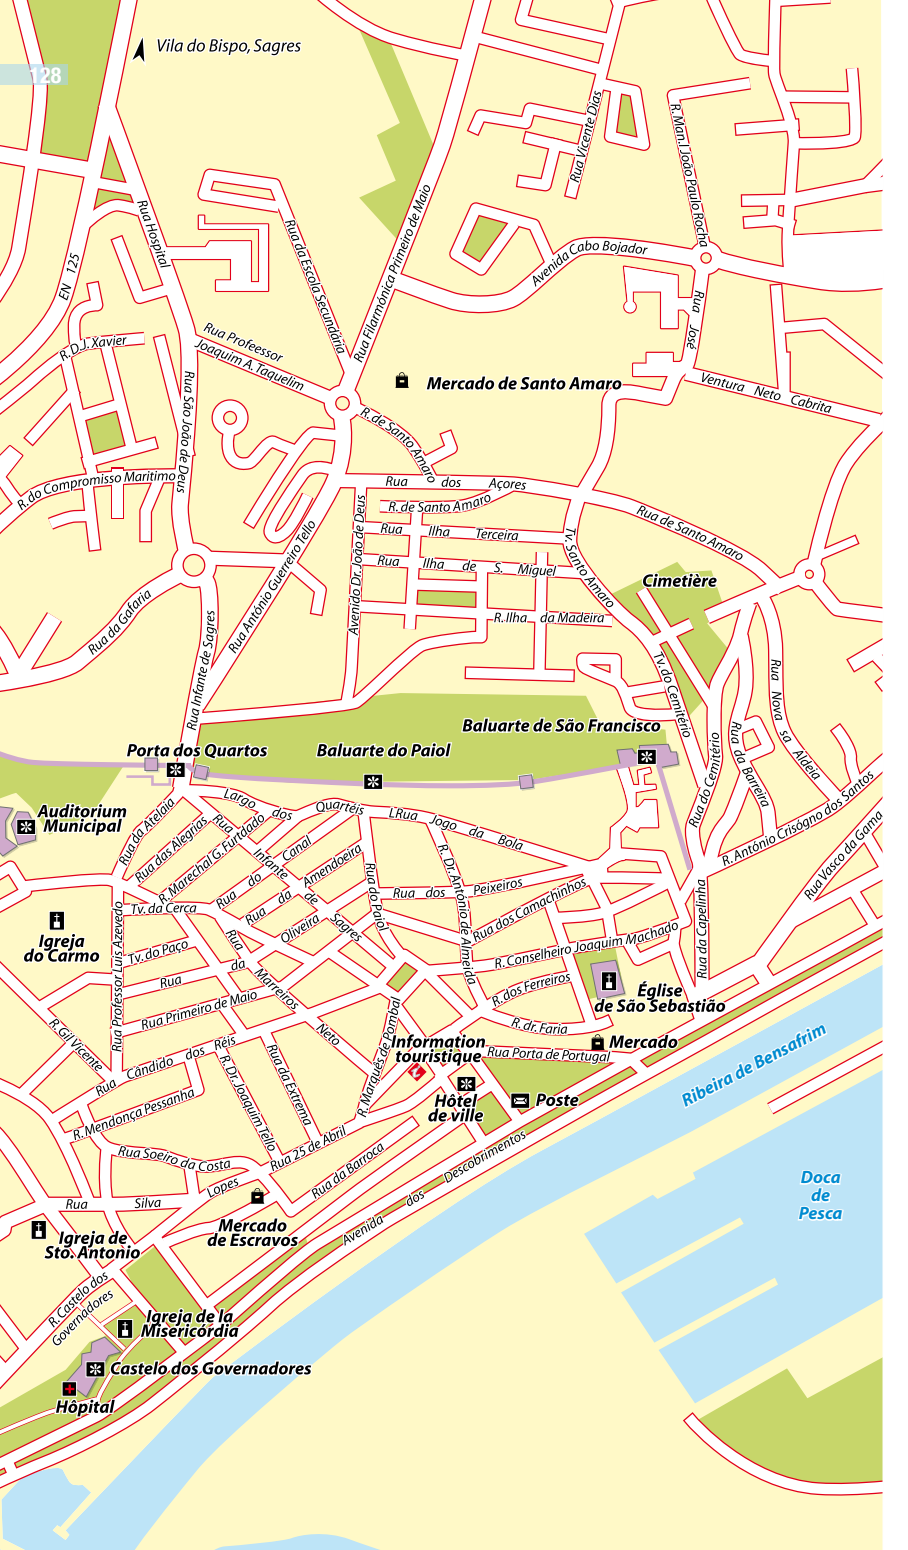 Vila do Bispo, Sagres
128
Rua Vicente Dias
R. Man. l João Paulo Rocha
Rua Hospital
Rua da Escola Secundária
Rua Filarmónica Primeiro de Maio
Avenida Cabo Bojador
EN 125
Rua José
Rua Profeessor
Joaquim A. Taquelim
R. D.J. Xavier
Mercado de Santo Amaro
Ventura Neto Cabrita
Rua São João de Deus
R. de Santo Amaro
R. do Compromisso Maritimo
Rua dos Açores
R. de Santo Amaro
Rua de Santo Amaro
Rua Ilha Terceira
Avenido Dr. João de Deus
Tv. Santo Amaro
Rua Ilha de S. Miguel
Cimetière
Rua António Guerreiro Tello
Rua da Gafaria
R. Ilha da Madeira
Rua Infante de Sagres
Tv. do Cemitério
Rua Nova sa Aldeia
Baluarte de São Francisco
Porta dos Quartos
Baluarte do Paiol
Rua do Cemitério
Rua da Barreira
Auditorium
Municipal
Rua da Atelaia
Largo dos Quartéis
LRua Jogo da Bola
R. António Crisógno dos Santos
Rua das Alegrias
R. Marechal G. Furtdado
Rua Infante de Sagres
Rua do Canal
Rua da Amendoeira
Rua do Paiol
R. Dr. António de Almeida
Rua Vasco da Gama
Rua dos Peixeiros
Rua dos Camachinhos
Rua da Capelinha
Tv. da Cerca
Oliveira
Igreja
do Carmo
Rua Professor Luis Azevedo
Tv. do Paço
Rua da
Rua Marreiros Neto
R. Conselheiro Joaquim Machado
R. dos Ferreiros
Église
de São Sebastião
Rua Primeiro de Maio
R. Gil Vicente
R. dr. Faria
Rua Cândido dos Réis
R. Marquês de Pombal
Information
touristique
Mercado
Rua Porta de Portugal
Ribeira de Bensafrim
R. Dr. Joaquim Tello
Rua da Extrema
Hôtel
de ville
Poste
R. Mendonça Pessanha
Rua Soeiro da Costa
Rua 25 de Abril
Rua da Barroca
Avenida dos Descobrimentos
Doca
de
Pesca
Rua Silva Lopes
Mercado
de Escravos
Igreja de
Sto. Antonio
R. Castelo dos
Governadores
Igreja de la
Misericórdia
Castelo dos Governadores
Hôpital